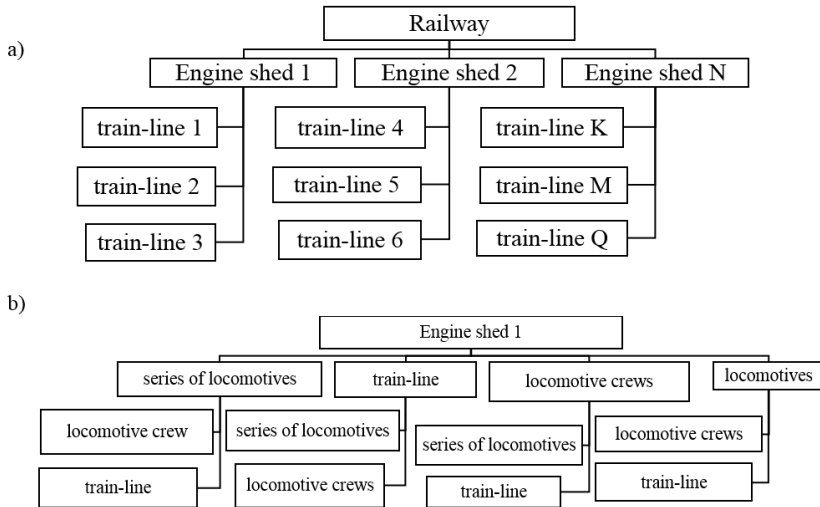 a)
Railway
Engine shed 1
Engine shed 2
Engine shed N
train-line 1
train-line 4
train-line K
train-line 2
train-line 5
train-line M
train-line 3
train-line 6
train-line Q
b)
Engine shed 1
series of locomotives
train-line
locomotive crews
locomotives
locomotive crew
series of locomotives
series of locomotives
locomotive crews
train-line
locomotive crews
train-line
train-line